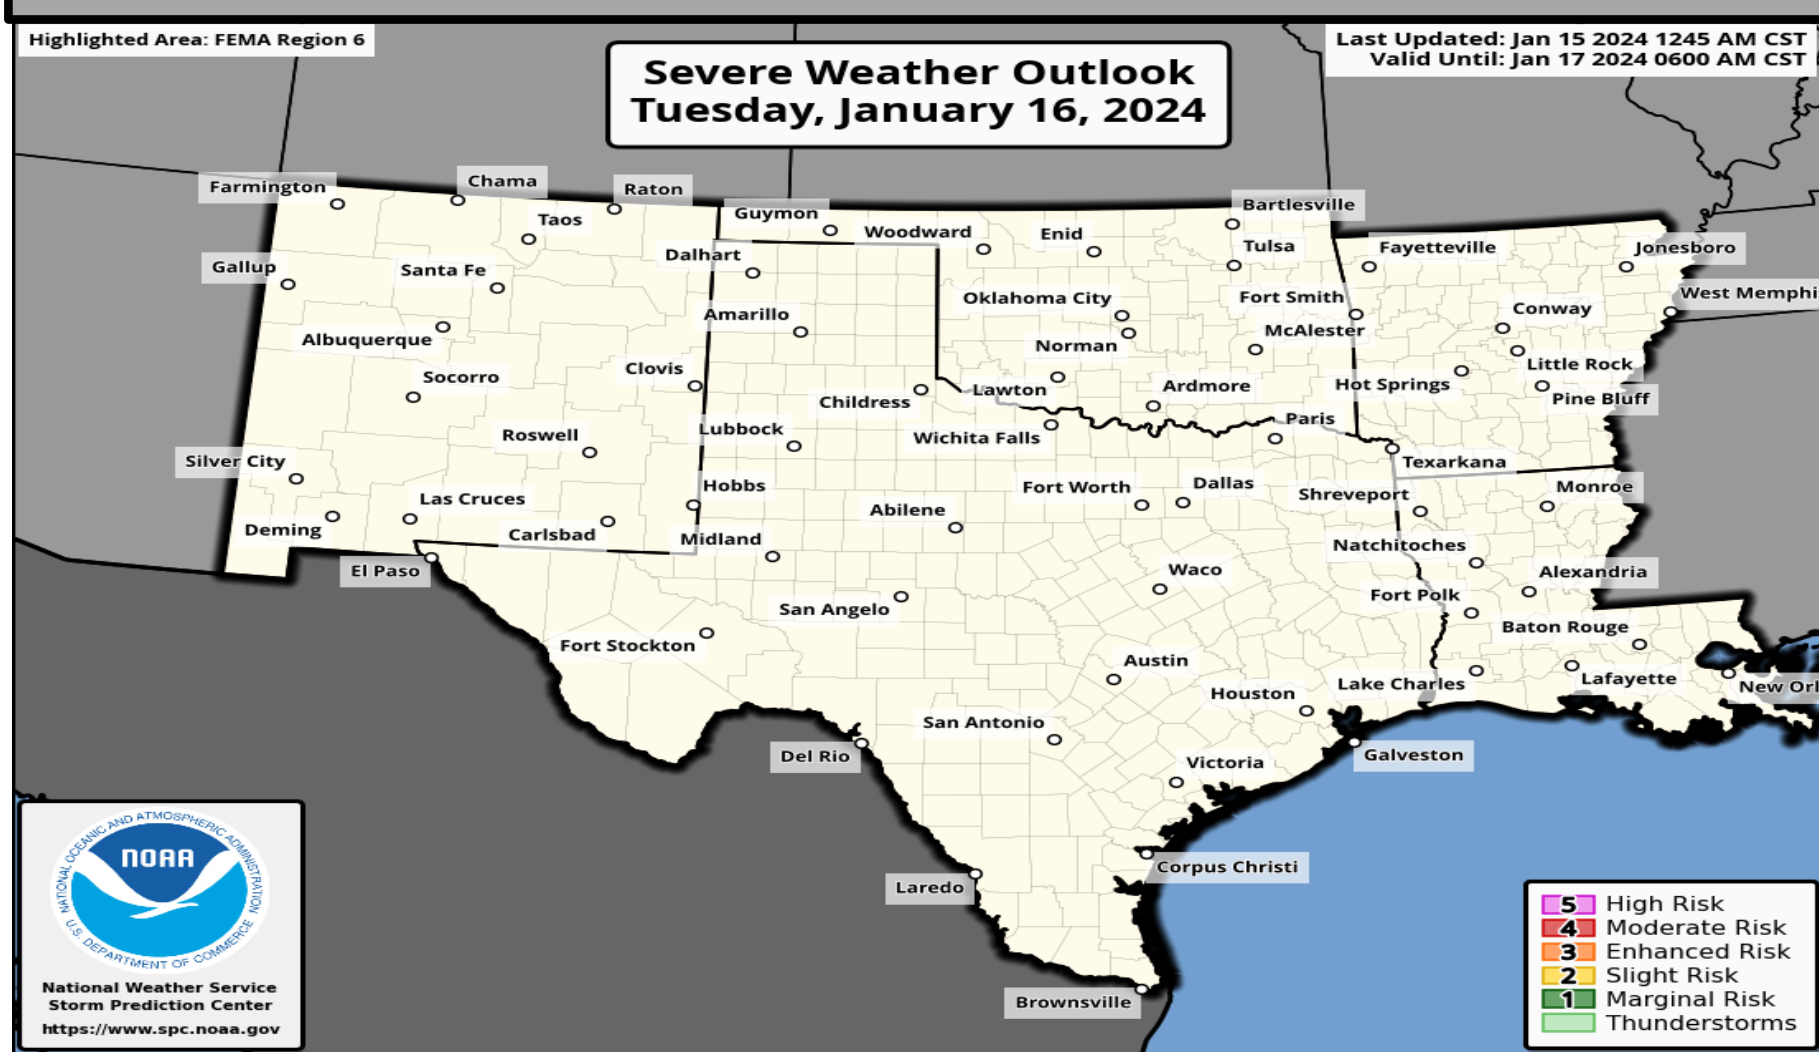 Highlighted Area: FEMA Region 6
Last Updated: Jan 15 2024 1245 AM CST
Valid Until: Jan 17 2024 0600 AM CST
Severe Weather Outlook
Tuesday, January 16, 2024
Farmington
Chama
Raton
Taos
Guymon
Woodward
Enid
Bartlesville
Tulsa
Fayetteville
Jonesboro
Gallup
Santa Fe
Dalhart
Oklahoma City
Fort Smith
West Memphi
Amarillo
Conway
Albuquerque
Norman
McAlester
Socorro
Clovis
Little Rock
Childress
Lawton
Ardmore
Hot Springs
Pine Bluff
Roswell
Lubbock
Wichita Falls
Paris
Silver City
Texarkana
Las Cruces
Hobbs
Fort Worth
Dallas
Shreveport
Monroe
Deming
Carlsbad
Midland
Abilene
Natchitoches
El Paso
Waco
Alexandria
San Angelo
Fort Polk
Fort Stockton
Baton Rouge
Austin
Houston
Lake Charles
Lafayette
New Orl
San Antonio
Del Rio
Victoria
Galveston
Laredo
Corpus Christi
Brownsville
NATIONAL OCEANIC AND ATMOSPHERIC ADMINISTRATION
NOAA
U.S. DEPARTMENT OF COMMERCE
National Weather Service
Storm Prediction Center
https://www.spc.noaa.gov
5 High Risk
4 Moderate Risk
3 Enhanced Risk
2 Slight Risk
1 Marginal Risk
Thunderstorms